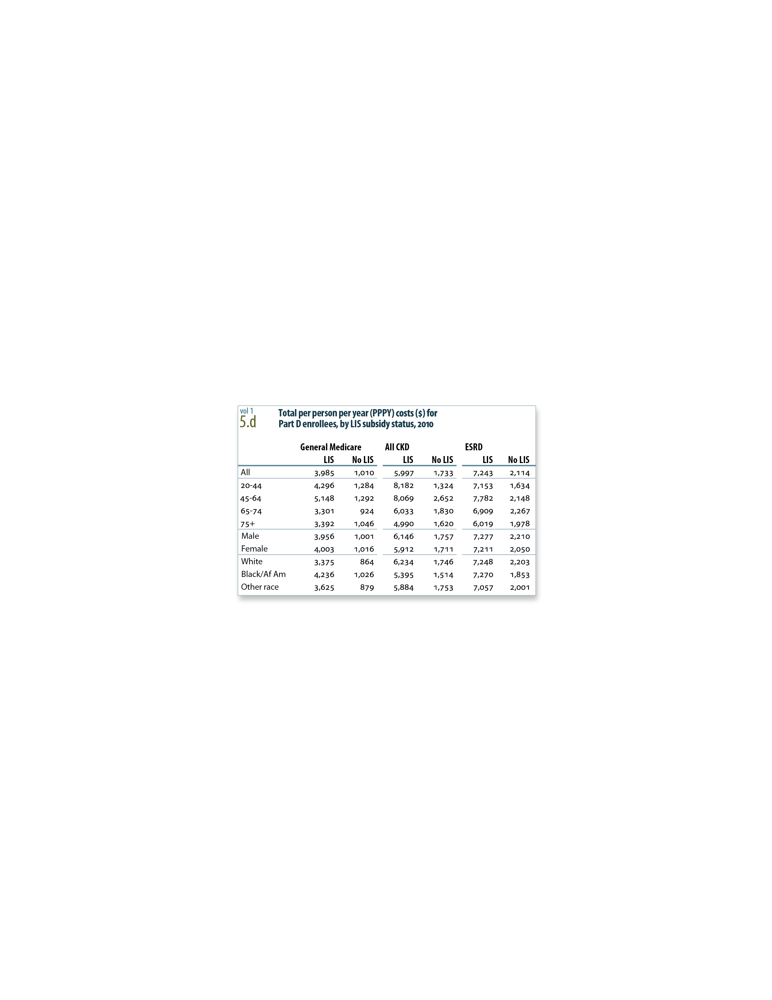 vol 1
5.d
Total per person per year (PPPY) costs ($) for
Part D enrollees, by LIS subsidy status, 2010
General Medicare All CKD ESRD
LIS No LIS LIS No LIS LIS No LIS
All 3,985 1,010 5,997 1,733 7,243 2,114
20-44 4,296 1,284 8,182 1,324 7,153 1,634
45-64 5,148 1,292 8,069 2,652 7,782 2,148
65-74 3,301 924 6,033 1,830 6,909 2,267
75+ 3,392 1,046 4,990 1,620 6,019 1,978
Male 3,956 1,001 6,146 1,757 7,277 2,210
Female 4,003 1,016 5,912 1,711 7,211 2,050
White 3,375 864 6,234 1,746 7,248 2,203
Black/Af Am 4,236 1,026 5,395 1,514 7,270 1,853
Other race 3,625 879 5,884 1,753 7,057 2,001